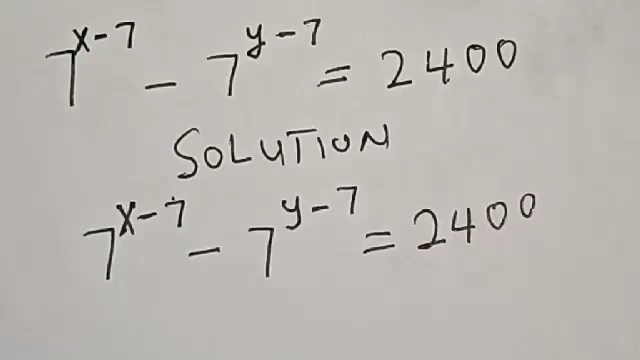 7^{x-7} - 7^{y-7} = 2400
SOLUTION
7^{x-7} - 7^{y-7} = 2400